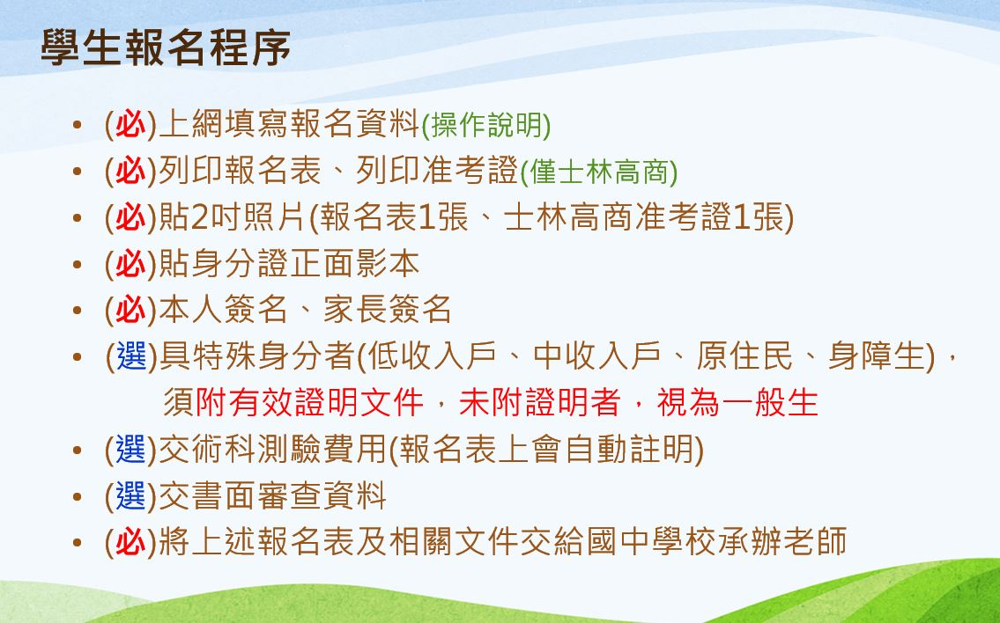 學生報名程序
• (必)上網填寫報名資料(操作說明)
• (必)列印報名表、列印准考證(僅士林高商)
• (必)貼2吋照片(報名表1張、士林高商准考證1張)
• (必)貼身分證正面影本
• (必)本人簽名、家長簽名
• (選)具特殊身分者(低收入戶、中收入戶、原住民、身障生)，
須附有效證明文件，未附證明者，視為一般生
• (選)交術科測驗費用(報名表上會自動註明)
• (選)交書面審查資料
• (必)將上述報名表及相關文件交給國中學校承辦老師